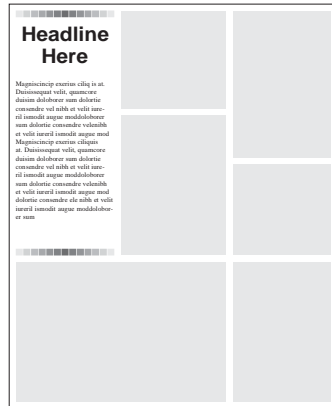 Headline
Here
Magniscincip exerius ciliq is at.
Duisissequat velit, quamcore
duisim doloborer sum dolortie
consendre vel nibh et velit iure-
ril ismodit augue moddoloborer
sum dolortie consendre velenibh
et velit iureril ismodit augue mod
Magniscincip exerius ciliquis
at. Duisissequat velit, quamcore
duisim doloborer sum dolortie
consendre vel nibh et velit iure-
ril ismodit augue moddoloborer
sum dolortie consendre velenibh
et velit iureril ismodit augue mod
dolortie consendre ele nibh et velit
iureril ismodit augue moddolobor-
er sum